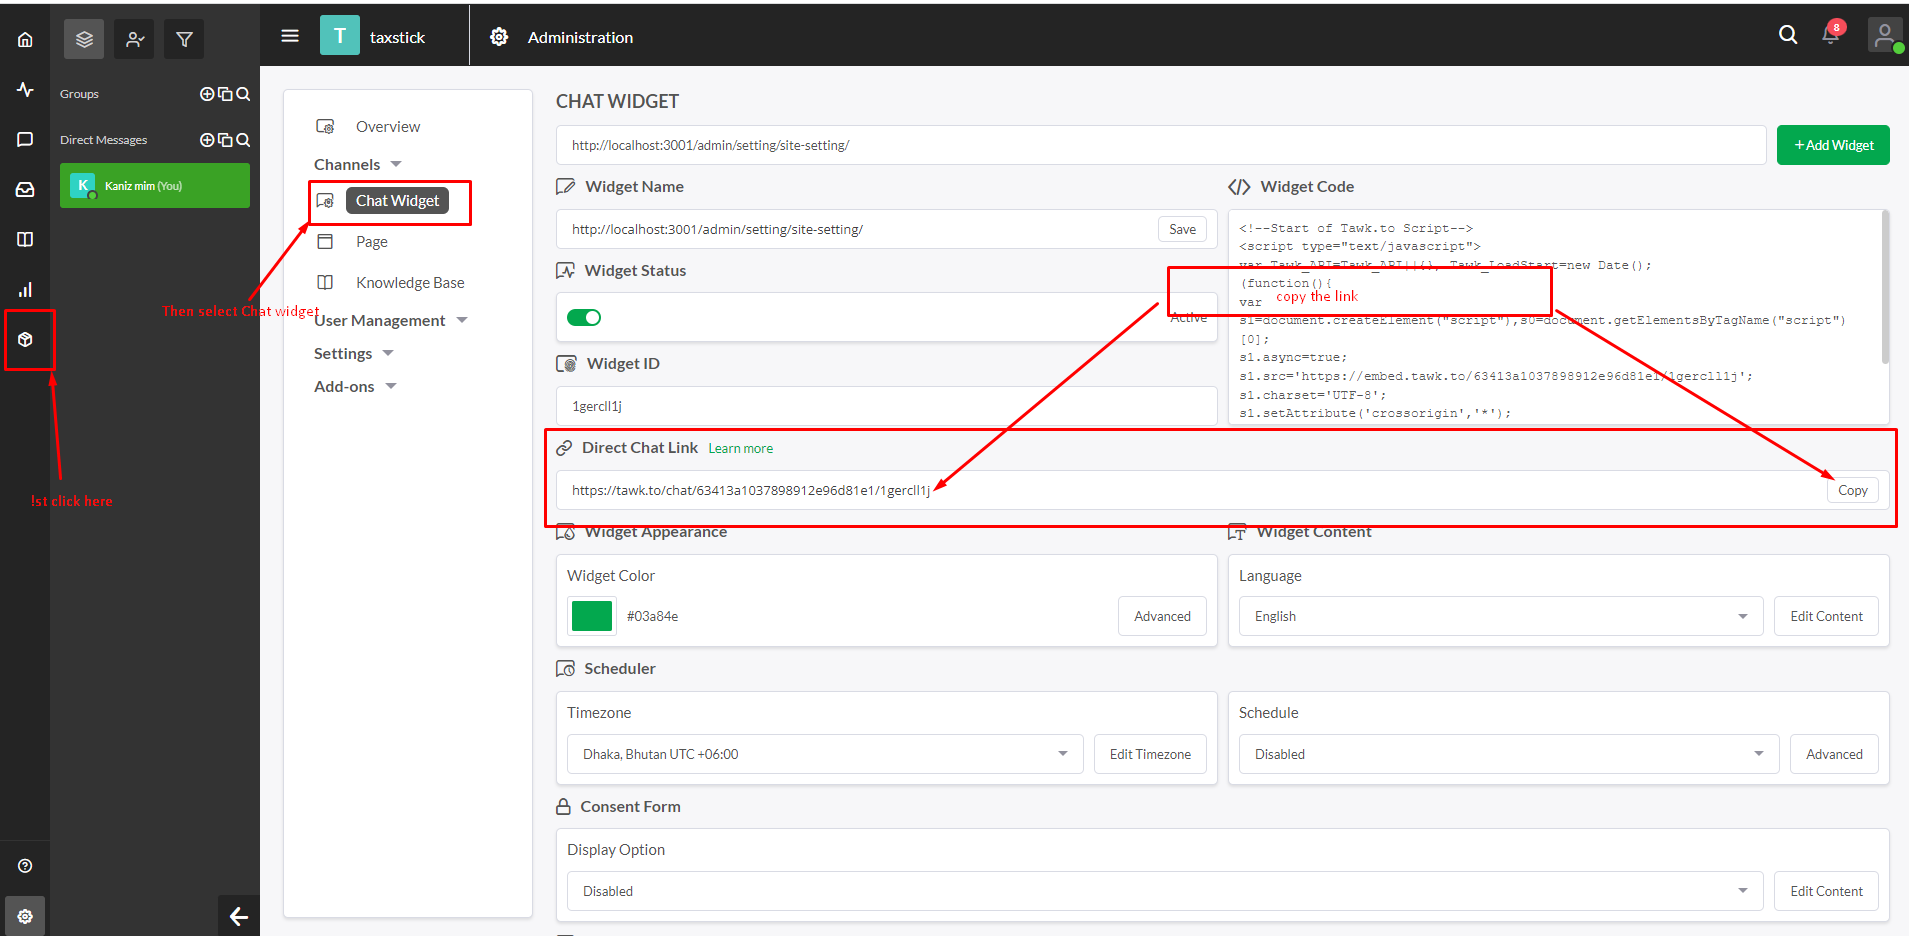 T taxstick
Administration
8
Groups
Direct Messages
K Kaniz mim (You)
Overview
Channels
Chat Widget
Page
Knowledge Base
User Management
Settings
Add-ons
Then select Chat widget
!st click here
CHAT WIDGET
http://localhost:3001/admin/setting/site-setting/
+ Add Widget
Widget Name
http://localhost:3001/admin/setting/site-setting/
Save
Widget Status
Active
Widget ID
1gercll1j
</> Widget Code
<!--Start of Tawk.to Script-->
<script type="text/javascript">
var Tawk_API=Tawk_API||{}, Tawk_LoadStart=new Date();
(function(){
var
s1=document.createElement("script"),s0=document.getElementsByTagName("script")
[0];
s1.async=true;
s1.src='https://embed.tawk.to/63413a1037898912e96d81e1/1gercll1j';
s1.charset='UTF-8';
s1.setAttribute('crossorigin','*');
copy the link
Direct Chat Link Learn more
https://tawk.to/chat/63413a1037898912e96d81e1/1gercll1j
Copy
Widget Appearance
Widget Color
#03a84e
Advanced
Widget Content
Language
English
Edit Content
Scheduler
Timezone
Dhaka, Bhutan UTC +06:00
Edit Timezone
Schedule
Disabled
Advanced
Consent Form
Display Option
Disabled
Edit Content